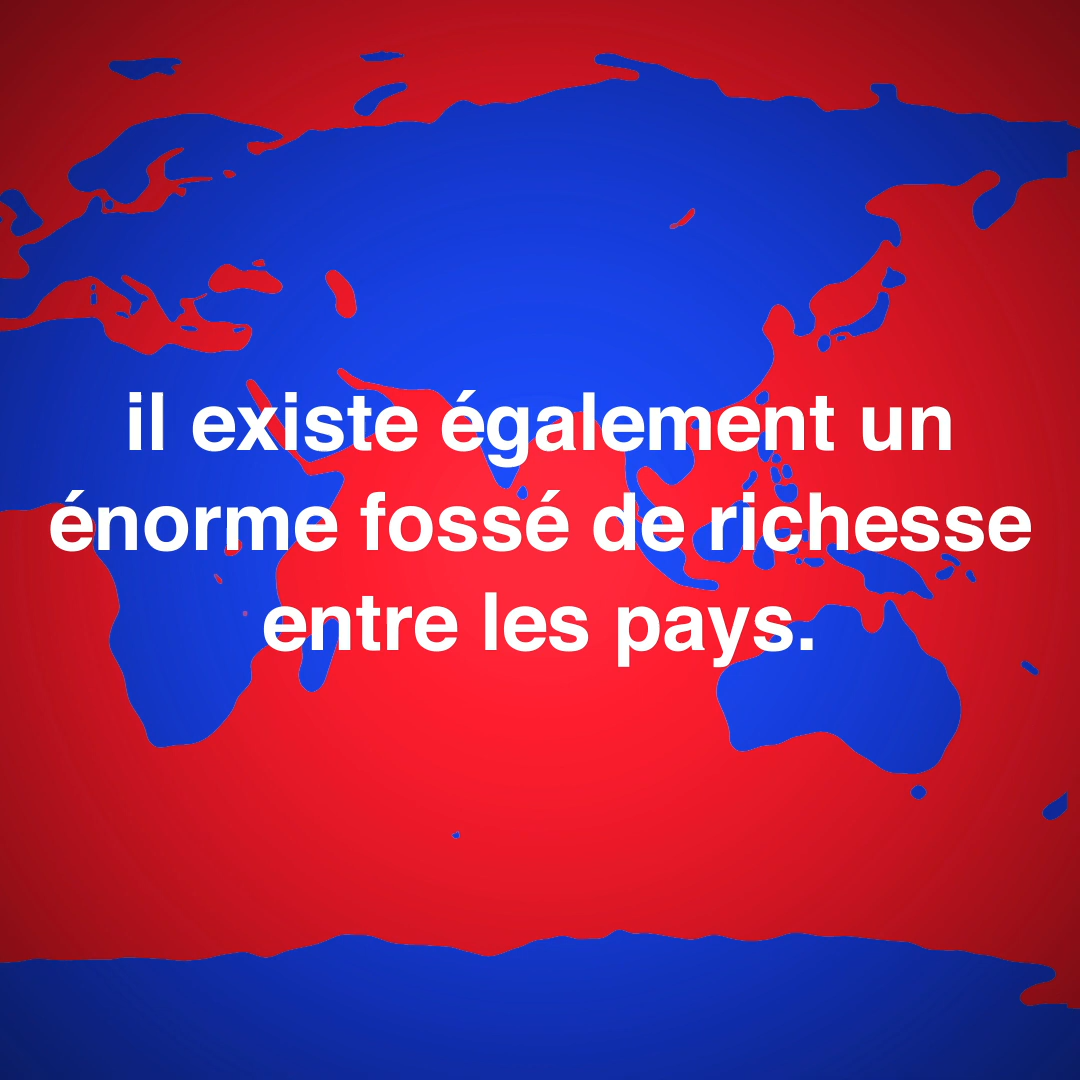 il existe également un
énorme fossé de richesse
entre les pays.